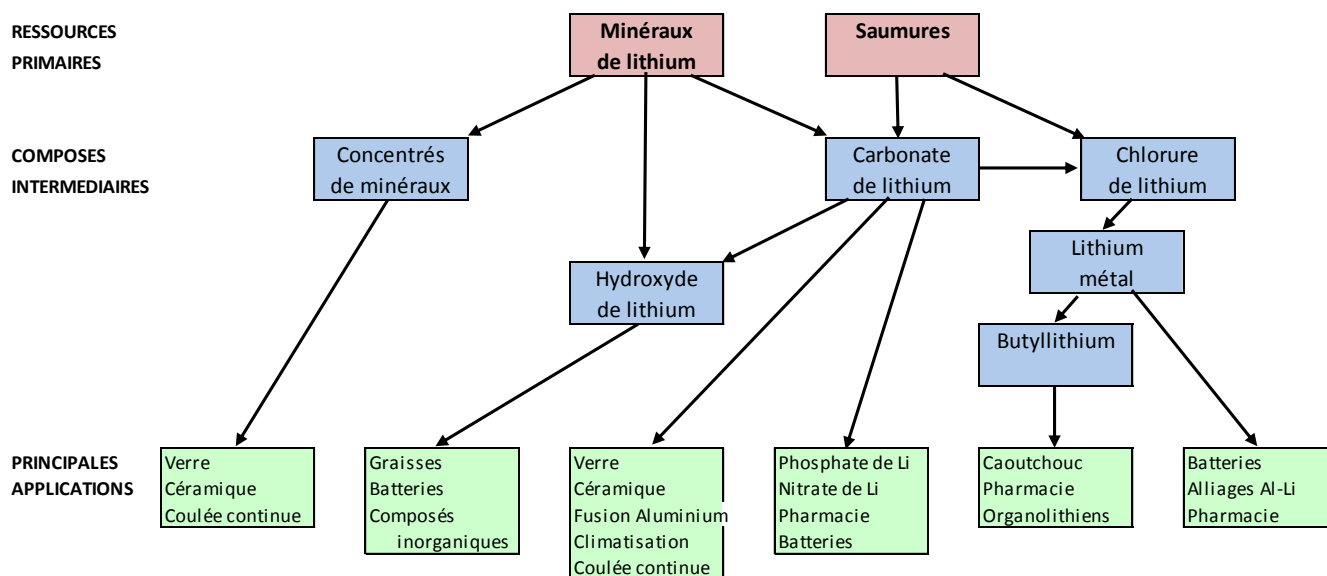 RESSOURCES
PRIMAIRES
Minéraux
de lithium
Saumures
COMPOSES
INTERMEDIAIRES
Concentrés
de minéraux
Carbonate
de lithium
Chlorure
de lithium
Lithium
métal
Hydroxyde
de lithium
Butyllithium
PRINCIPALES
APPLICATIONS
Verre
Céramique
Coulée continue
Graisses
Batteries
Composés
inorganiques
Verre
Céramique
Fusion Aluminium
Climatisation
Coulée continue
Phosphate de Li
Nitrate de Li
Pharmacie
Batteries
Caoutchouc
Pharmacie
Organolithiens
Batteries
Alliages Al-Li
Pharmacie